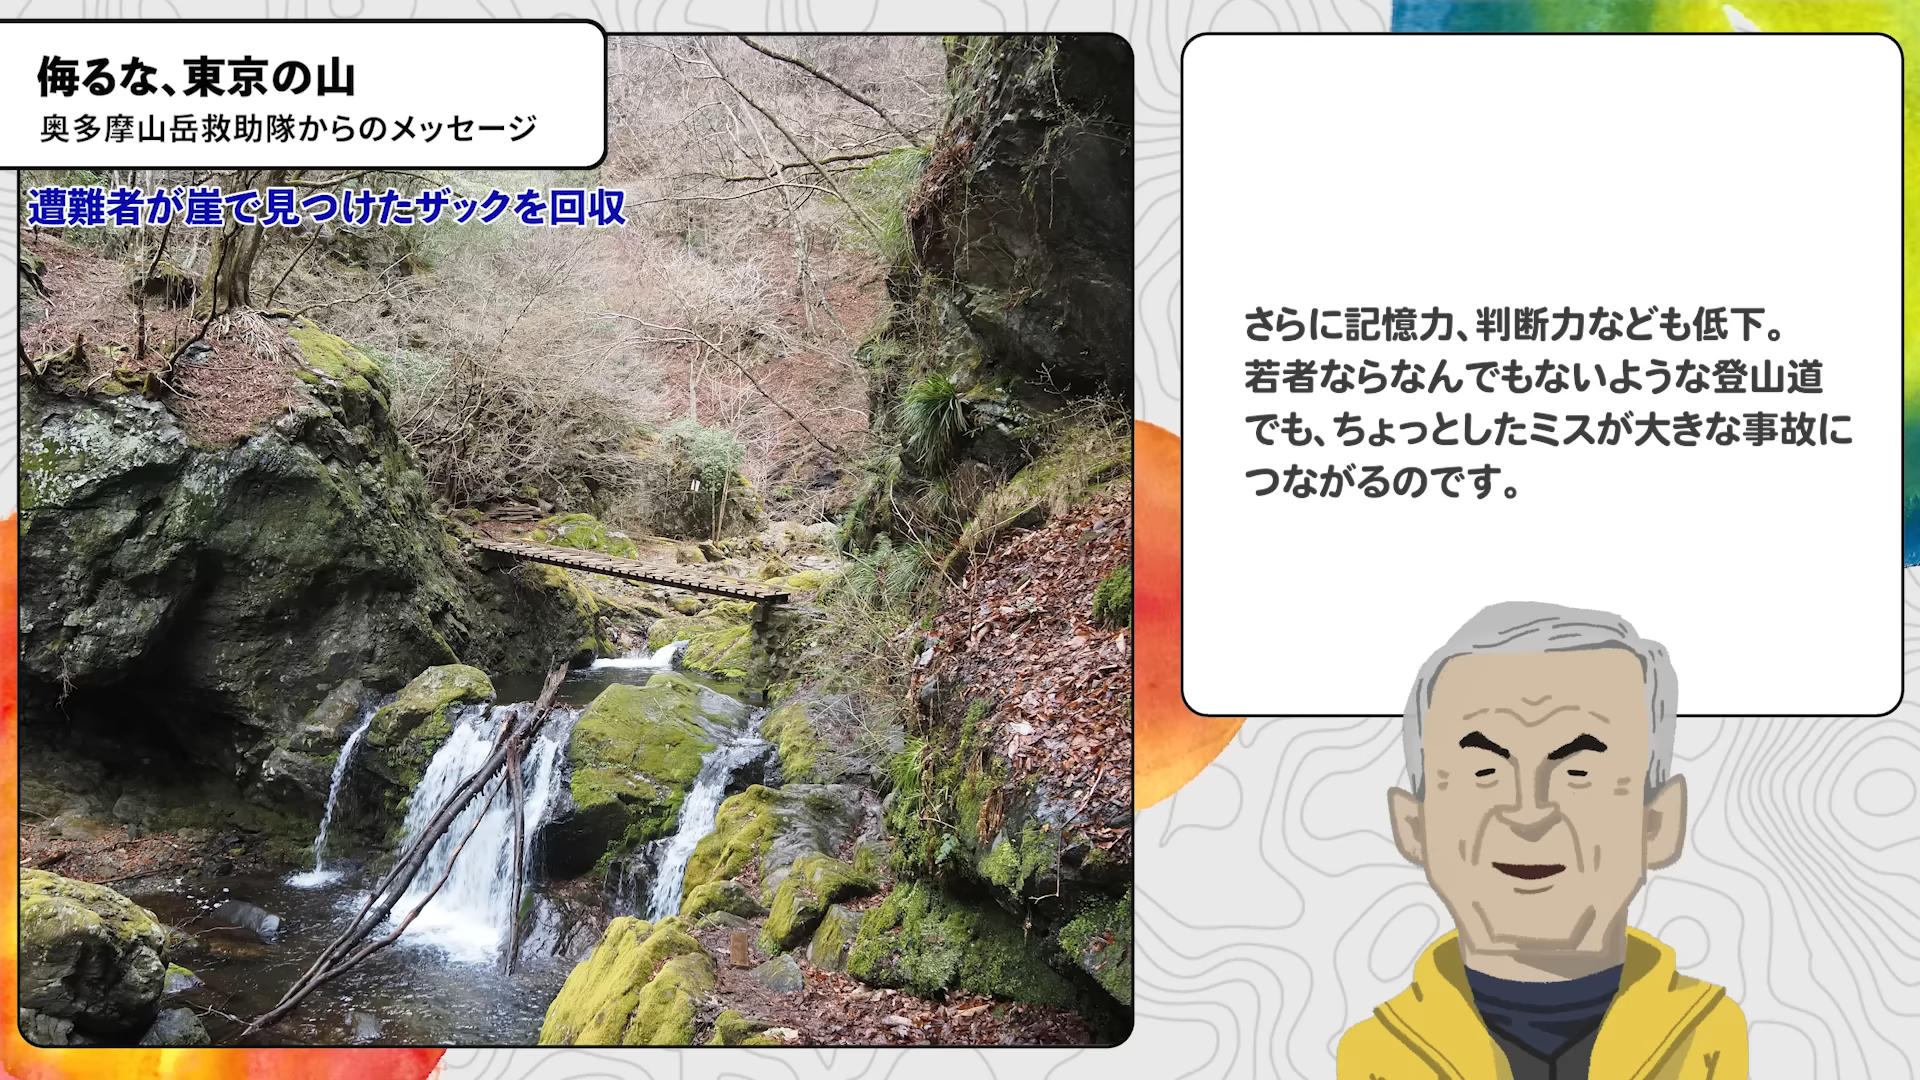 侮るな、東京の山
奥多摩山岳救助隊からのメッセージ
遭難者が崖で見つけたザックを回収
さらに記憶力、判断力なども低下。
若者ならなんでもないような登山道
でも、ちょっとしたミスが大きな事故に
つながるのです。